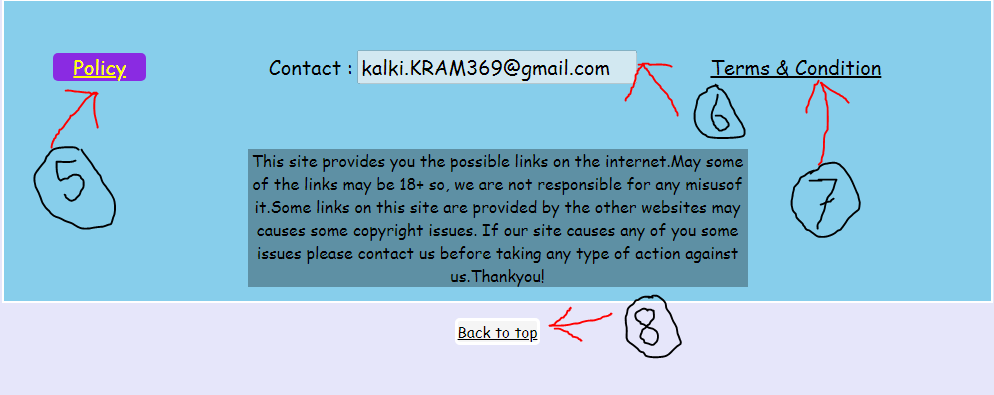 Policy Contact : kalki.KRAM369@gmail.com Terms & Condition
6
5
7
This site provides you the possible links on the internet.May some
of the links may be 18+ so, we are not responsible for any misusof
it.Some links on this site are provided by the other websites may
causes some copyright issues. If our site causes any of you some
issues please contact us before taking any type of action against
us.Thankyou!
Back to top
8